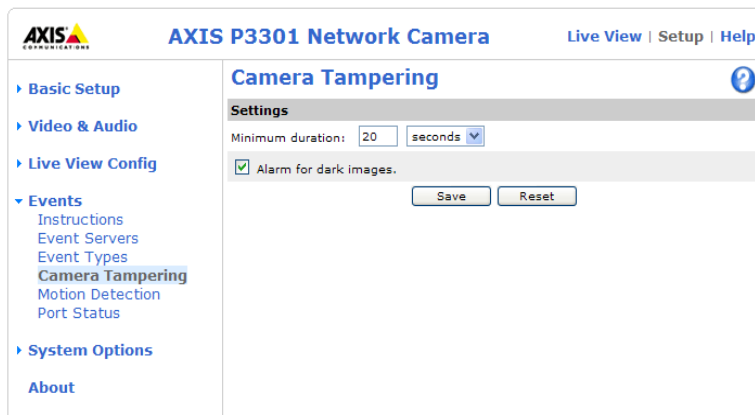 AXIS
COMMUNICATIONS
AXIS P3301 Network Camera
Live View | Setup | Help
Basic Setup
Video & Audio
Live View Config
Events
Instructions
Event Servers
Event Types
Camera Tampering
Motion Detection
Port Status
System Options
About
Camera Tampering
?
Settings
Minimum duration: 20 seconds
Alarm for dark images.
Save Reset